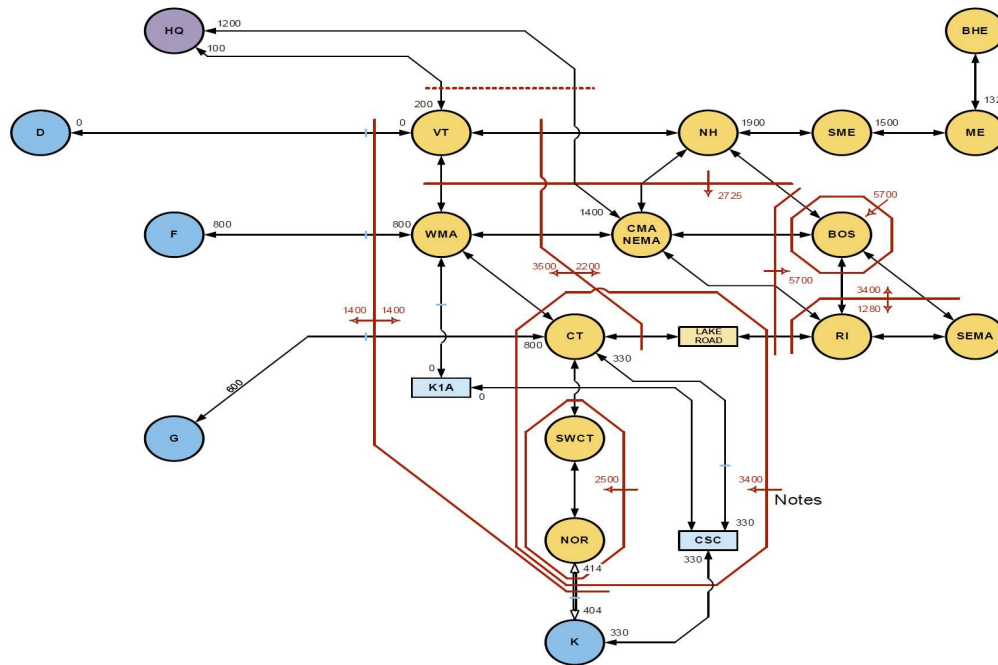 HQ
1200
BHE
100
132
200
0
0
D
VT
NH
1900
SME
1500
ME
2725
5700
1400
800
800
F
WMA
CMA
NEMA
BOS
3500
2200
5700
3400
1280
1400
1400
CT
LAKE
ROAD
RI
SEMA
800
330
0
K1A
0
600
G
SWCT
2500
3400
Notes
330
NOR
CSC
330
414
404
K
330